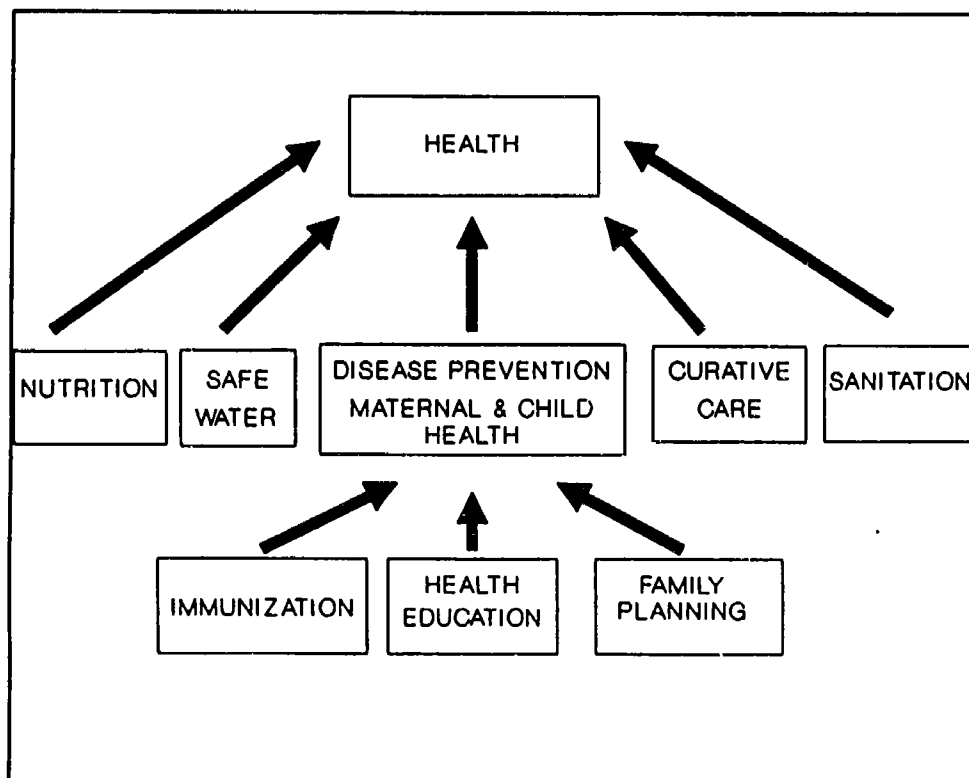 HEALTH
NUTRITION
SAFE
WATER
DISEASE PREVENTION
MATERNAL & CHILD
HEALTH
CURATIVE
CARE
SANITATION
IMMUNIZATION
HEALTH
EDUCATION
FAMILY
PLANNING